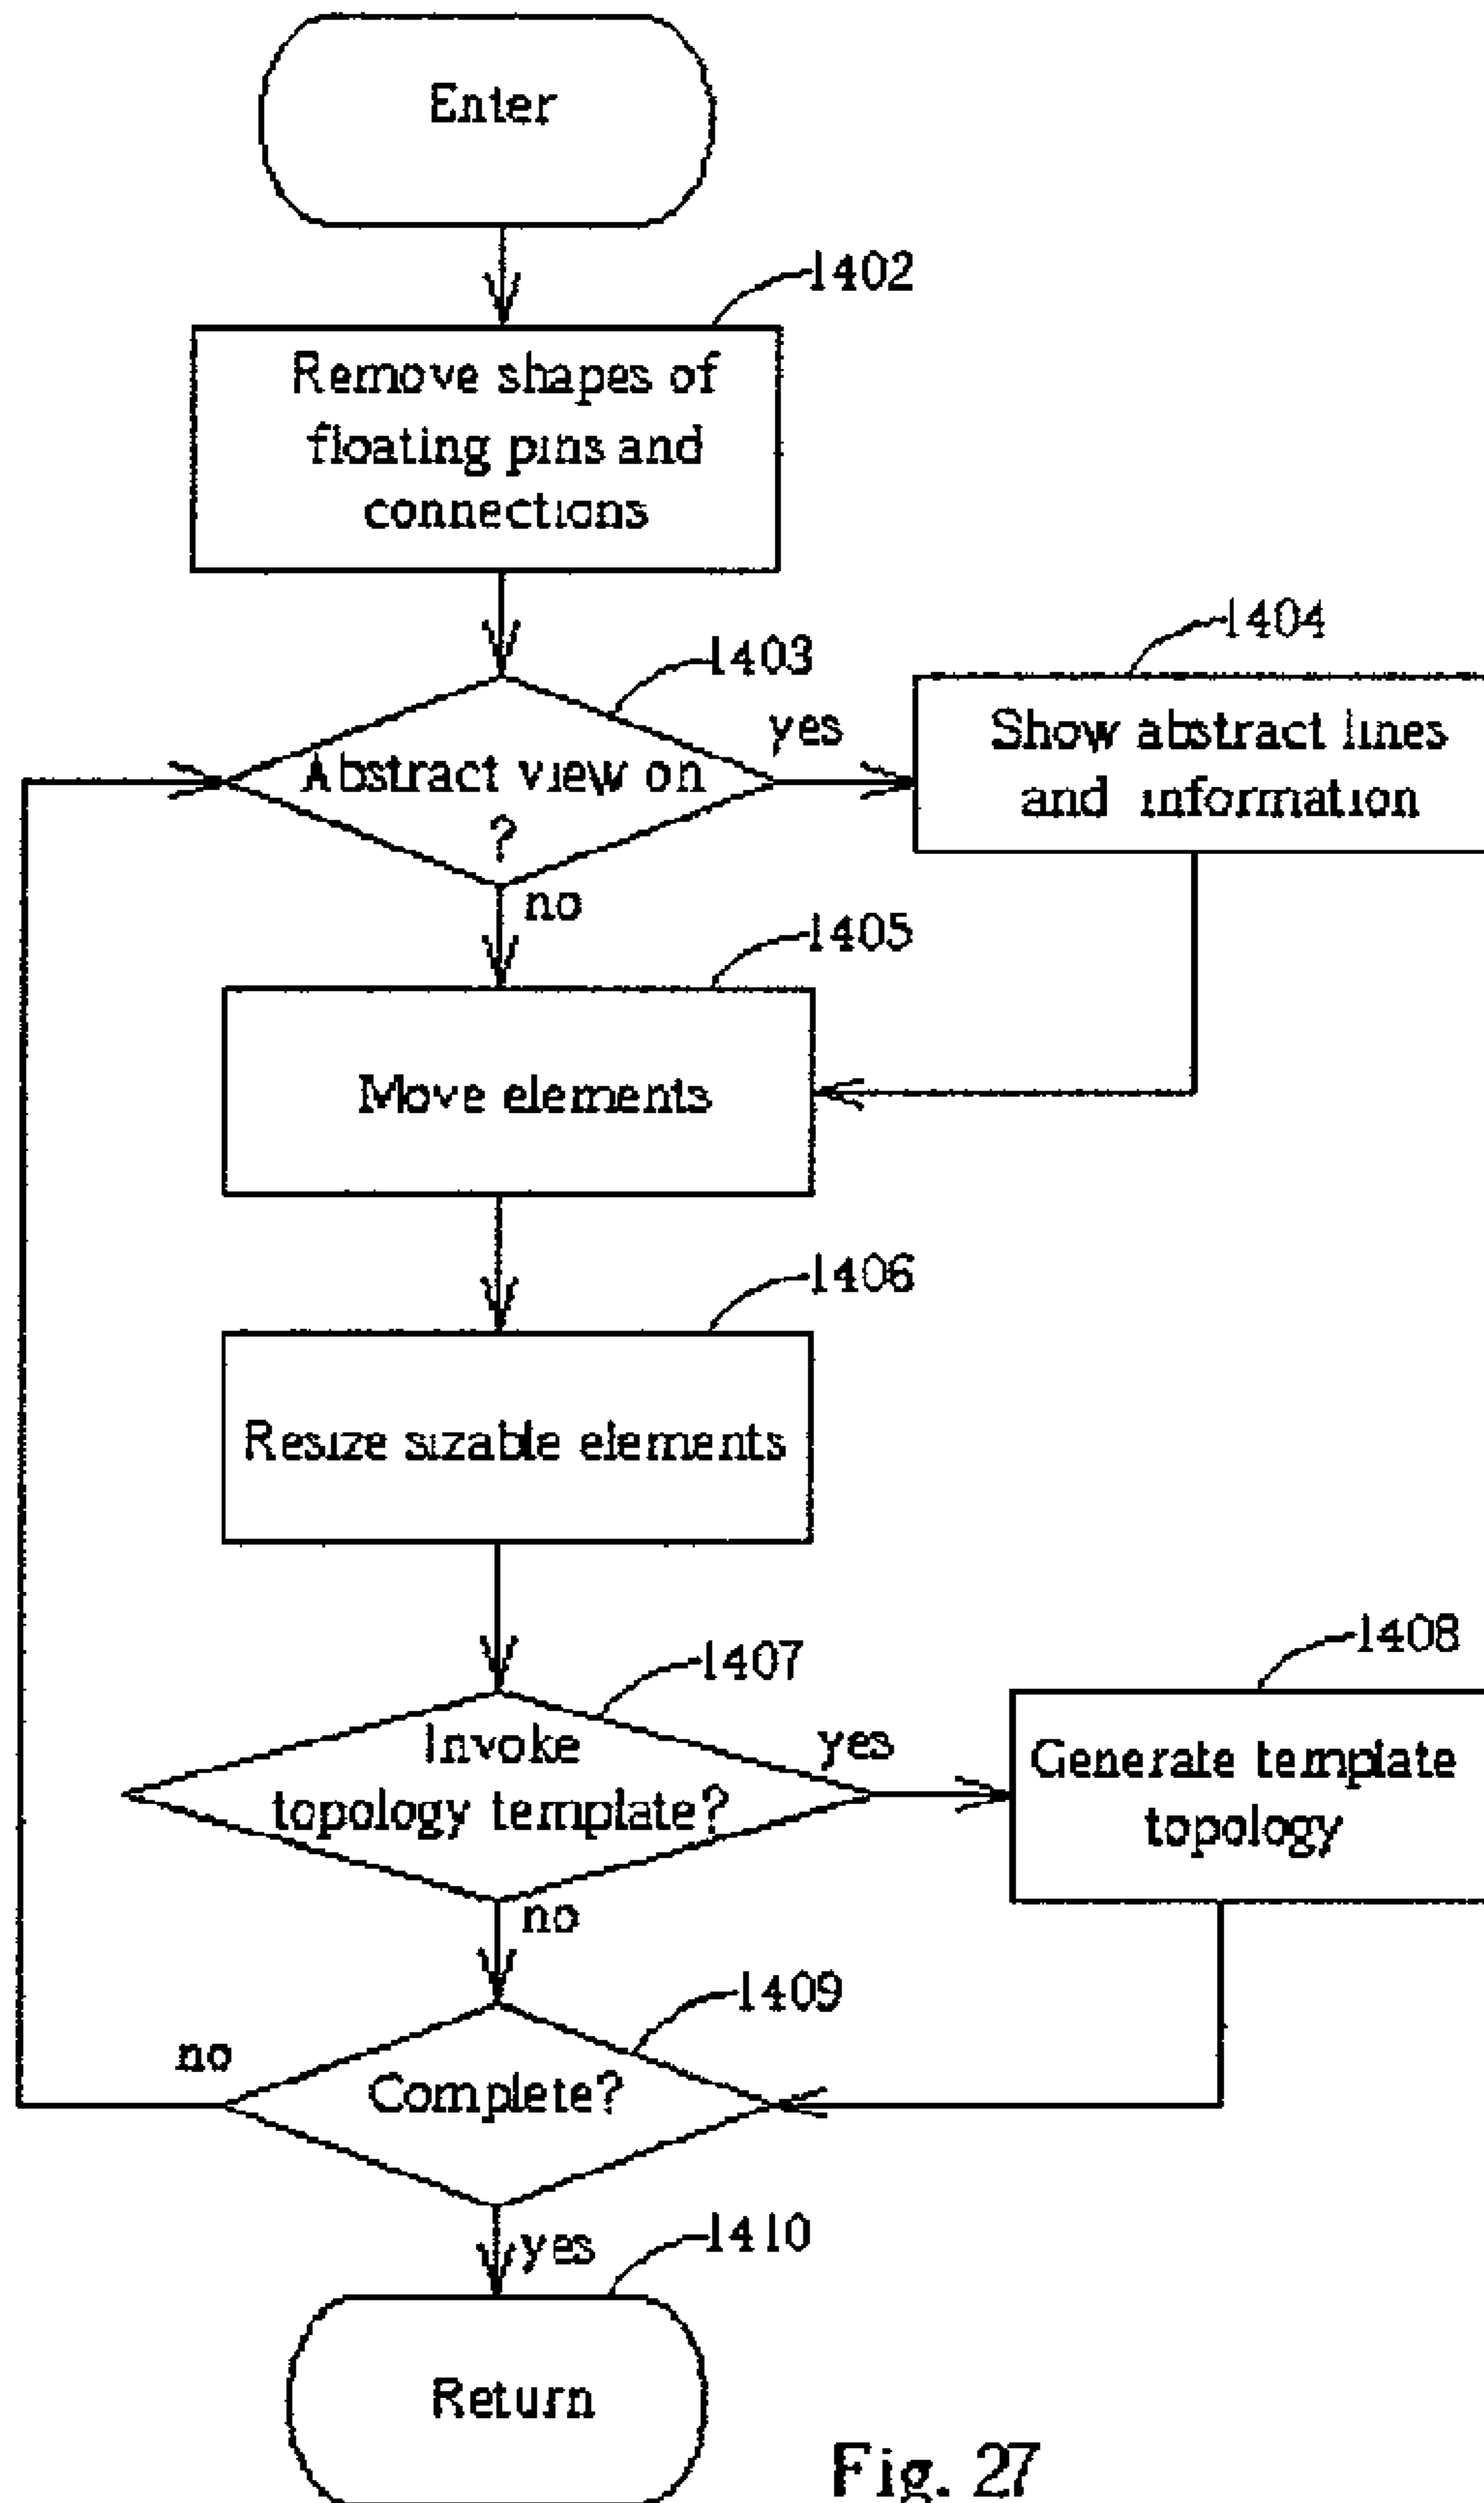 Enter
1402
Remove shapes of
floating pins and
connections
1403
1404
Abstract view on
?
yes
Show abstract lines
and information
no
1405
Move elements
1406
Resize sizable elements
1407
1408
Invoke
topology template?
yes
Generate template
topology
no
1409
no
Complete?
yes
1410
Return
Fig. 27